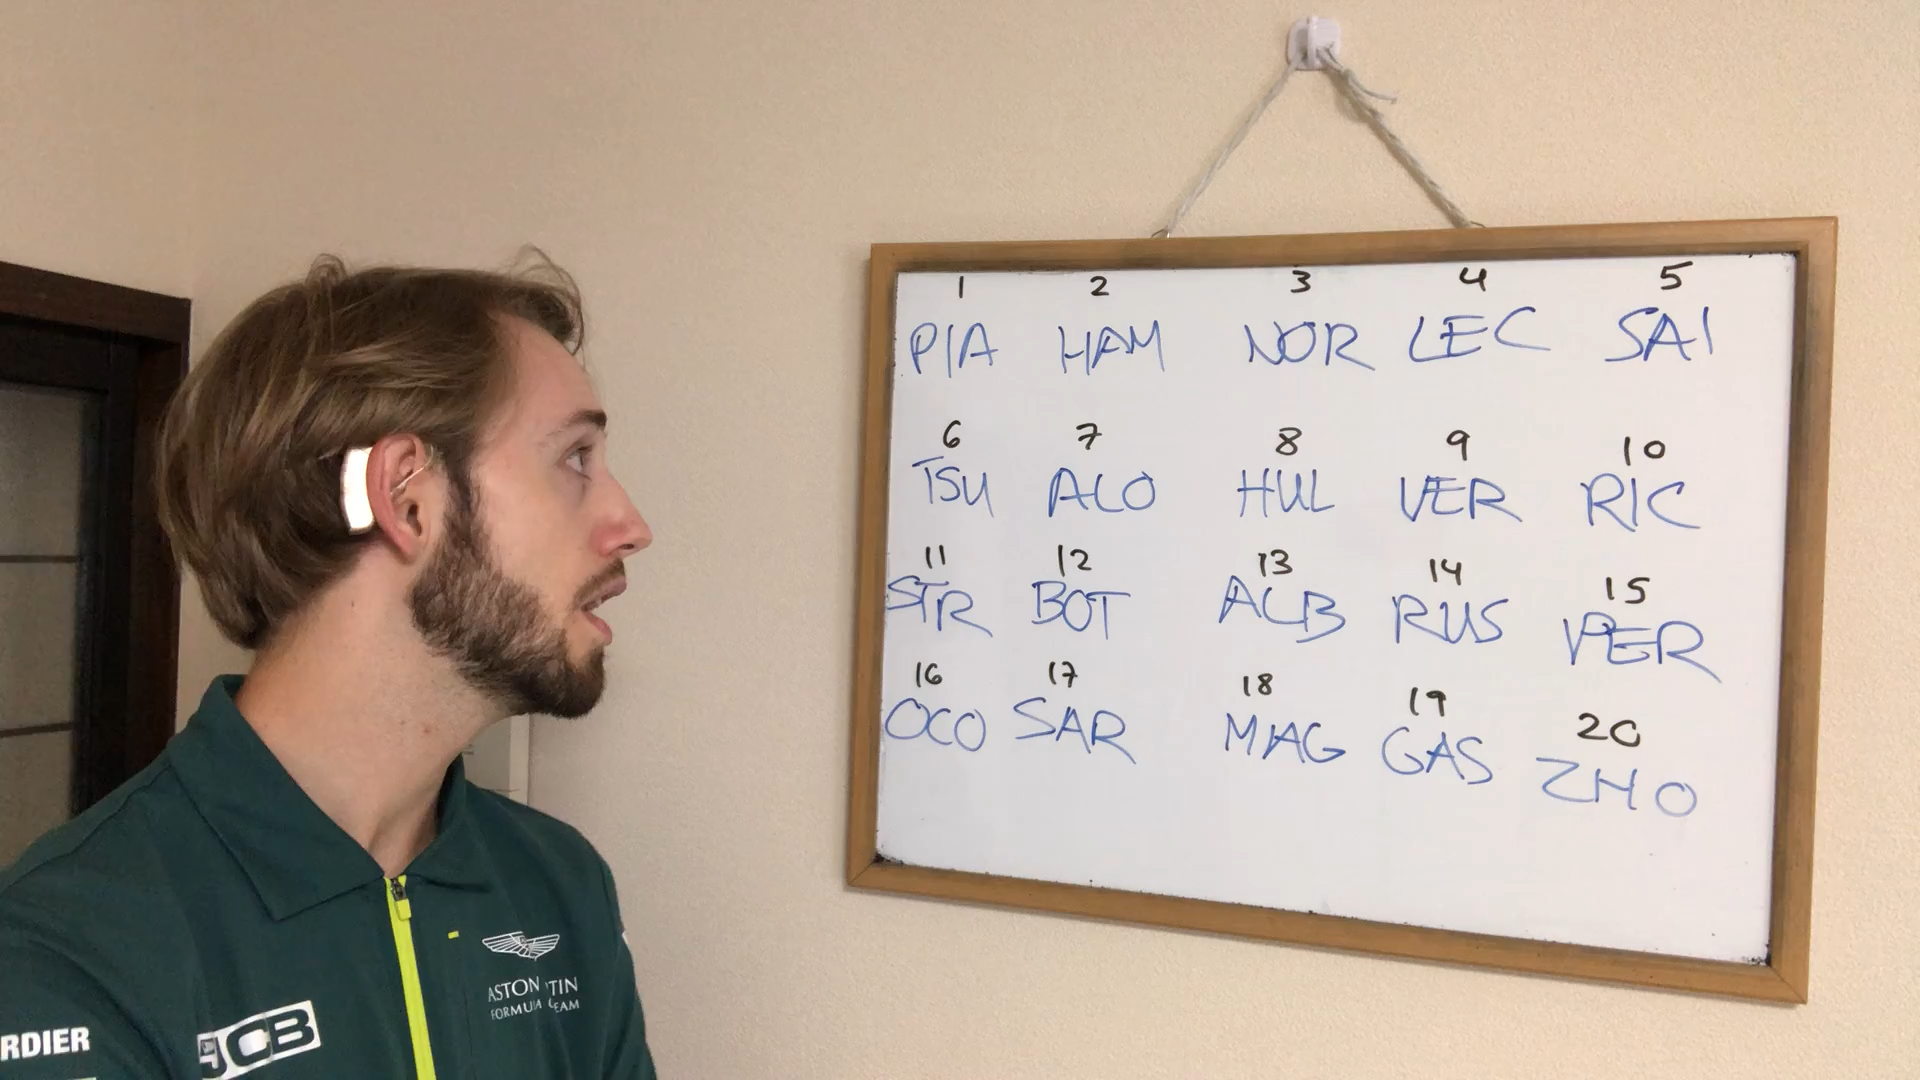 1 2 3 4 5
PIA HAM NOR LEC SAI
6 7 8 9 10
TSU ALO HUL VER RIC
11 12 13 14 15
STR BOT ALB RUS PER
16 17 18 19 20
OCO SAR MAG GAS ZHO
ASTON TIN
FORMULA TEAM
RDIER
JCB